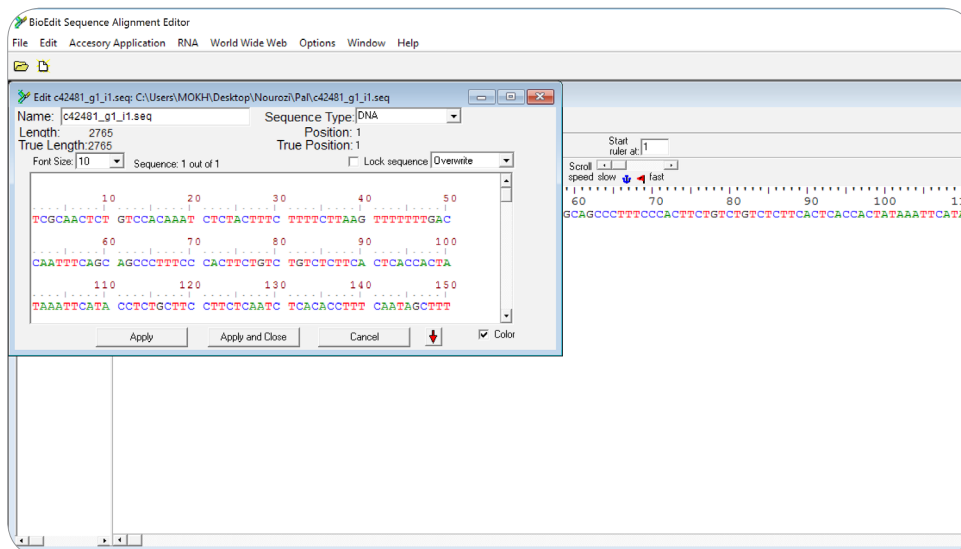 BioEdit Sequence Alignment Editor
File Edit Accesory Application RNA World Wide Web Options Window Help
Edit c42481_g1_i1.seq: C:\Users\MOKH\Desktop\Nourozi\Pal\c42481_g1_i1.seq
Name: c42481_g1_i1.seq Sequence Type: DNA
Length: 2765 Position: 1
True Length:2765 True Position: 1
Font Size: 10 Sequence: 1 out of 1 Lock sequence Overwrite
10 20 30 40 50
TCGCAACTCT GTCCACAAAT CTCTACTTTC TTTTCTTAAG TTTTTTTGAC
60 70 80 90 100
CAATTTCAGC AGCCCTTTCC CACTTCTGTC TGTCTCTTCA CTCACCACTA
110 120 130 140 150
TAAATTCATA CCTCTGCTTC CTTCTCAATC TCACACCTTT CAATAGCTTT
Apply Apply and Close Cancel Color
Start
ruler at: 1
Scroll
speed slow fast
60 70 80 90 100 11
GCAGCCCTTTCCCACTTCTGTCTGTCTCTTCACTCACCACTATAAATTCATA